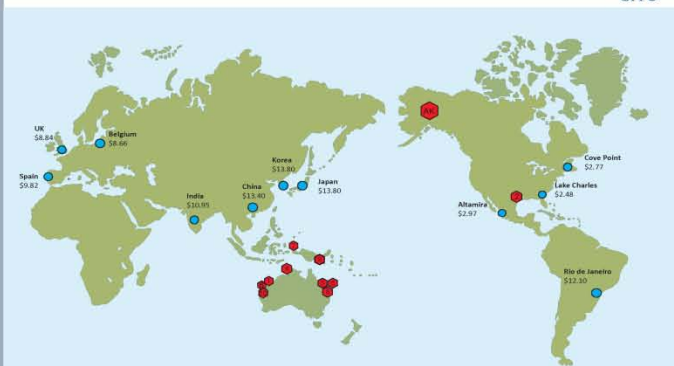 UK
$8.84
Belgium
$8.66
Spain
$9.82
India
$10.95
China
$13.40
Korea
$13.80
Japan
$13.80
AK
Altamira
$2.97
Lake Charles
$2.48
Cove Point
$2.77
Rio de Janeiro
$12.10